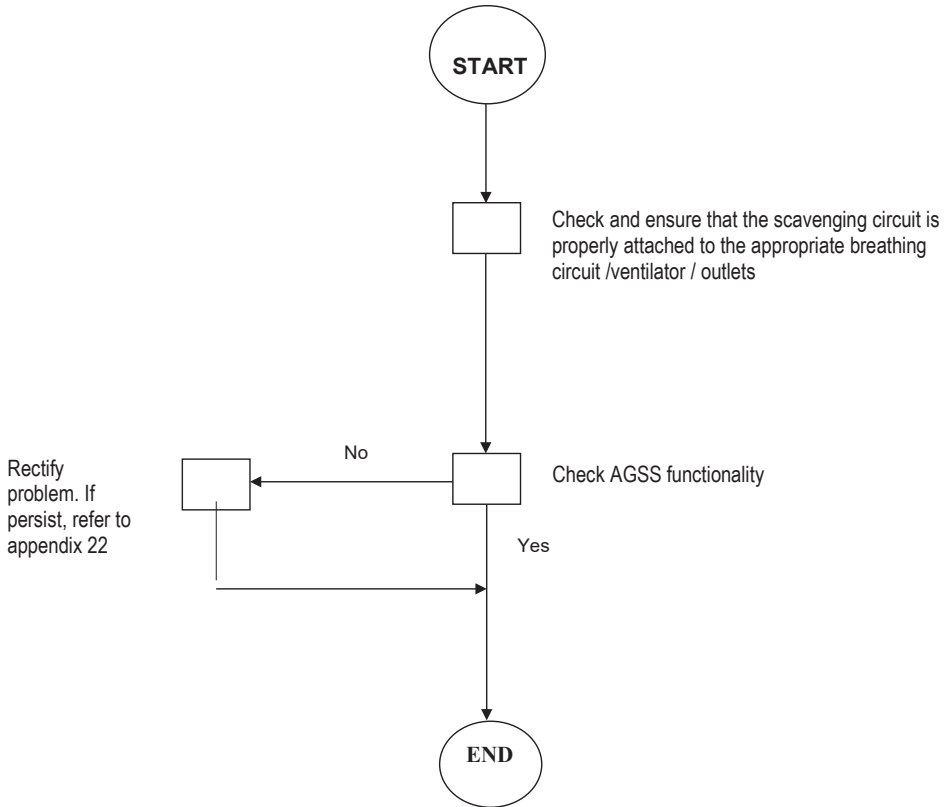 START
Check and ensure that the scavenging circuit is
properly attached to the appropriate breathing
circuit /ventilator / outlets
No
Rectify
problem. If
persist, refer to
appendix 22
Check AGSS functionality
Yes
END